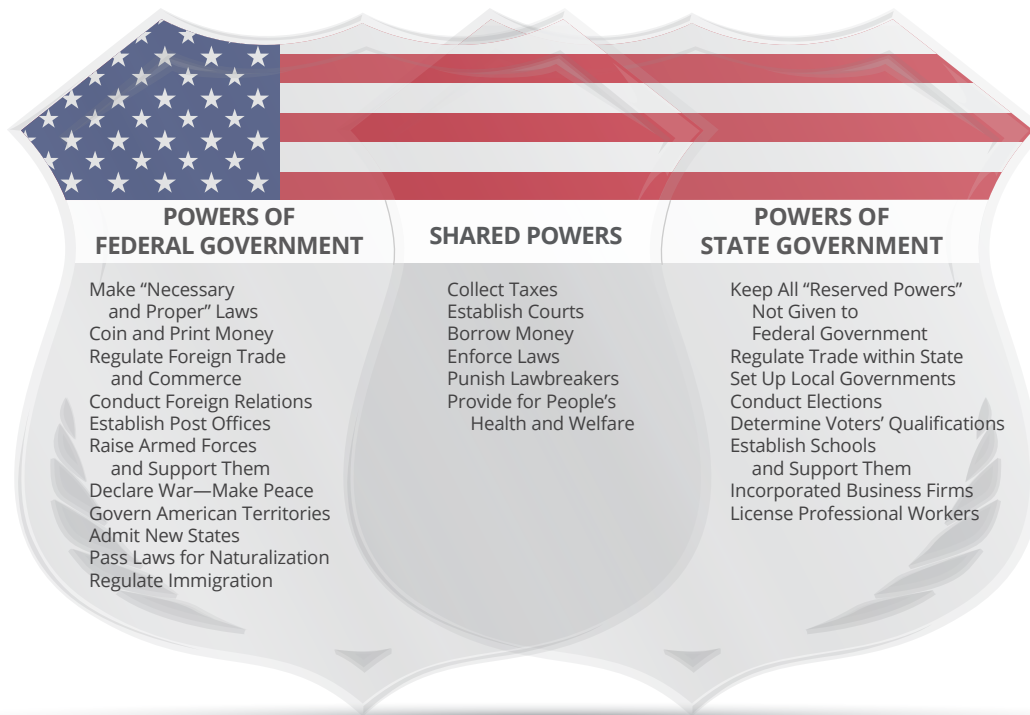 POWERS OF
FEDERAL GOVERNMENT
Make “Necessary
and Proper” Laws
Coin and Print Money
Regulate Foreign Trade
and Commerce
Conduct Foreign Relations
Establish Post Offices
Raise Armed Forces
and Support Them
Declare War—Make Peace
Govern American Territories
Admit New States
Pass Laws for Naturalization
Regulate Immigration
SHARED POWERS
Collect Taxes
Establish Courts
Borrow Money
Enforce Laws
Punish Lawbreakers
Provide for People’s
Health and Welfare
POWERS OF
STATE GOVERNMENT
Keep All “Reserved Powers”
Not Given to
Federal Government
Regulate Trade within State
Set Up Local Governments
Conduct Elections
Determine Voters’ Qualifications
Establish Schools
and Support Them
Incorporated Business Firms
License Professional Workers